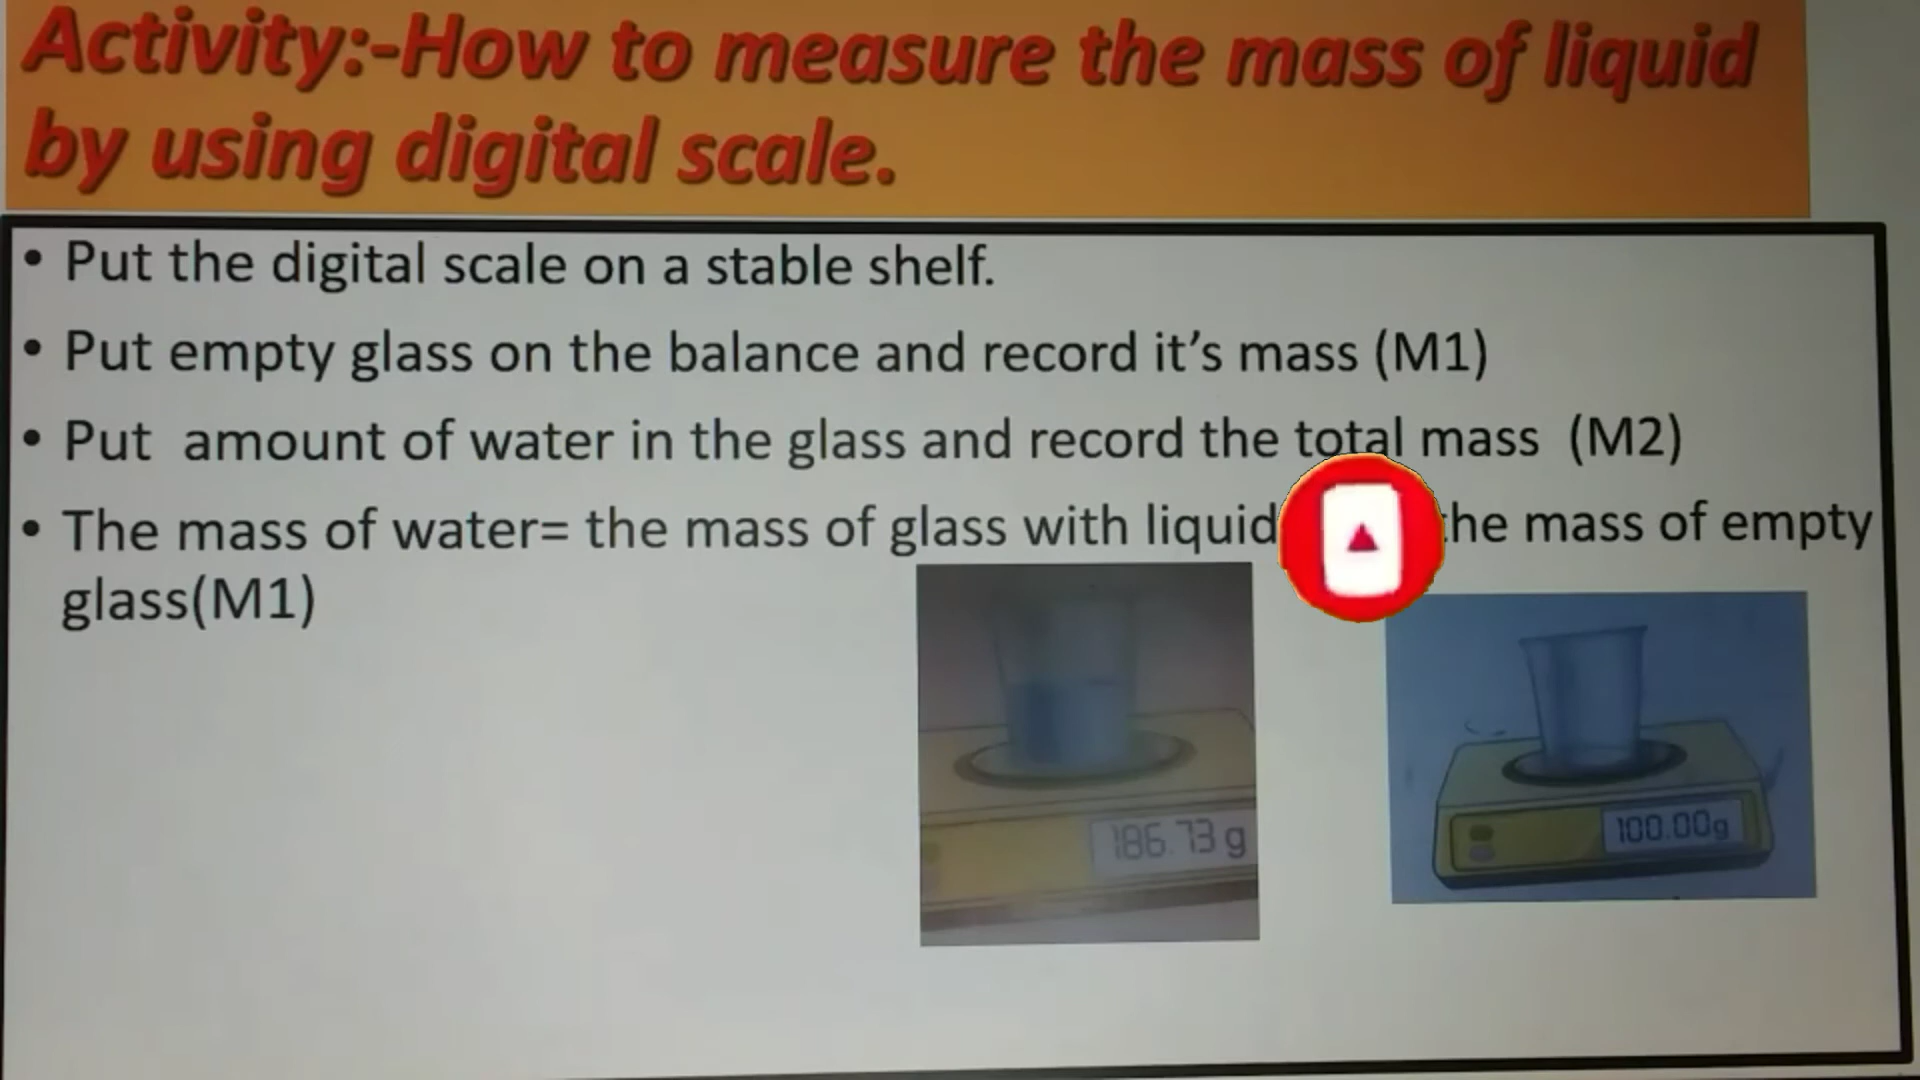 Activity:-How to measure the mass of liquid
by using digital scale.
• Put the digital scale on a stable shelf.
• Put empty glass on the balance and record it’s mass (M1)
• Put amount of water in the glass and record the total mass (M2)
• The mass of water= the mass of glass with liquid the mass of empty
glass(M1)
186.73 g
100.00g